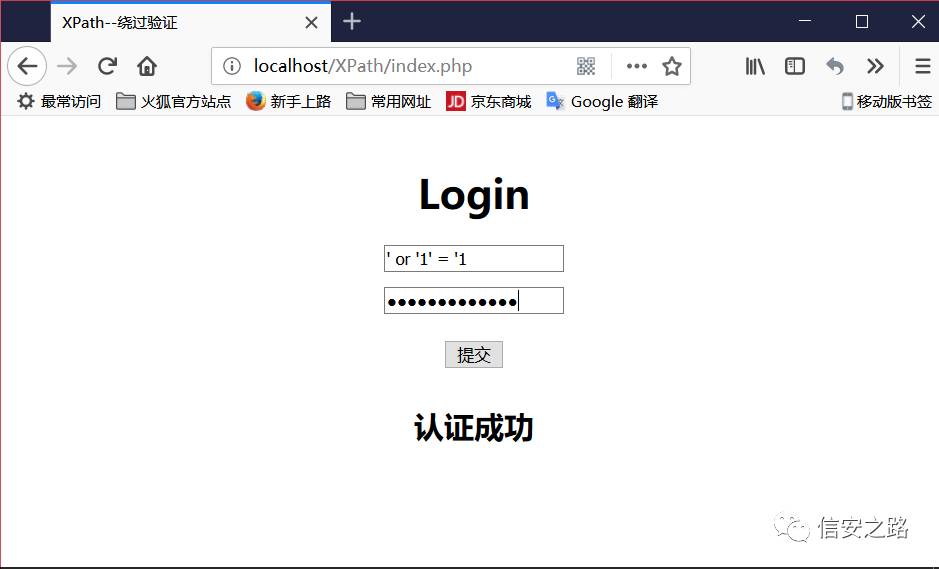 XPath--绕过验证
localhost/XPath/index.php
最常访问 火狐官方站点 新手上路 常用网址 JD 京东商城 G Google 翻译 移动版书签
Login
' or '1' = '1
●●●●●●●●●●●●●
提交
认证成功
信安之路